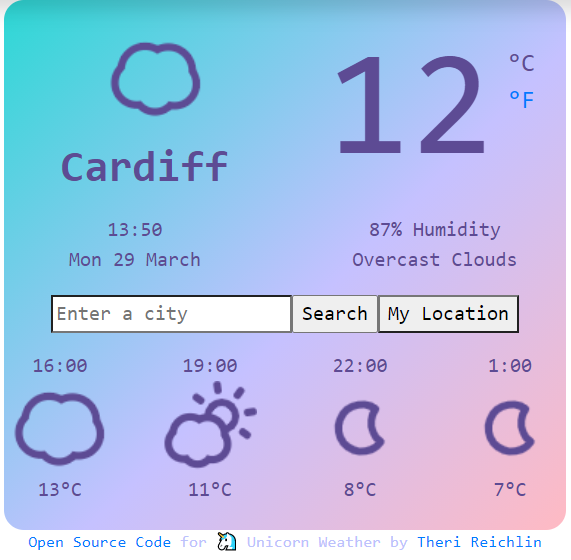 12 °C
°F
Cardiff
13:50 87% Humidity
Mon 29 March Overcast Clouds
Enter a city Search My Location
16:00 19:00 22:00 1:00
13°C 11°C 8°C 7°C
Open Source Code for Unicorn Weather by Theri Reichlin